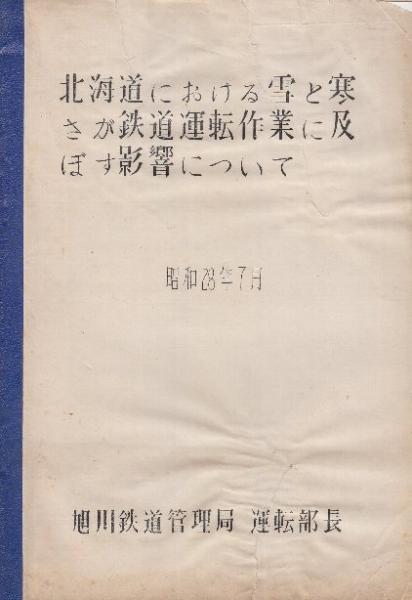 北海道における雪と寒
さが鉄道運転作業に及
ぼす影響について
昭和28年7月
旭川鉄道管理局 運転部長